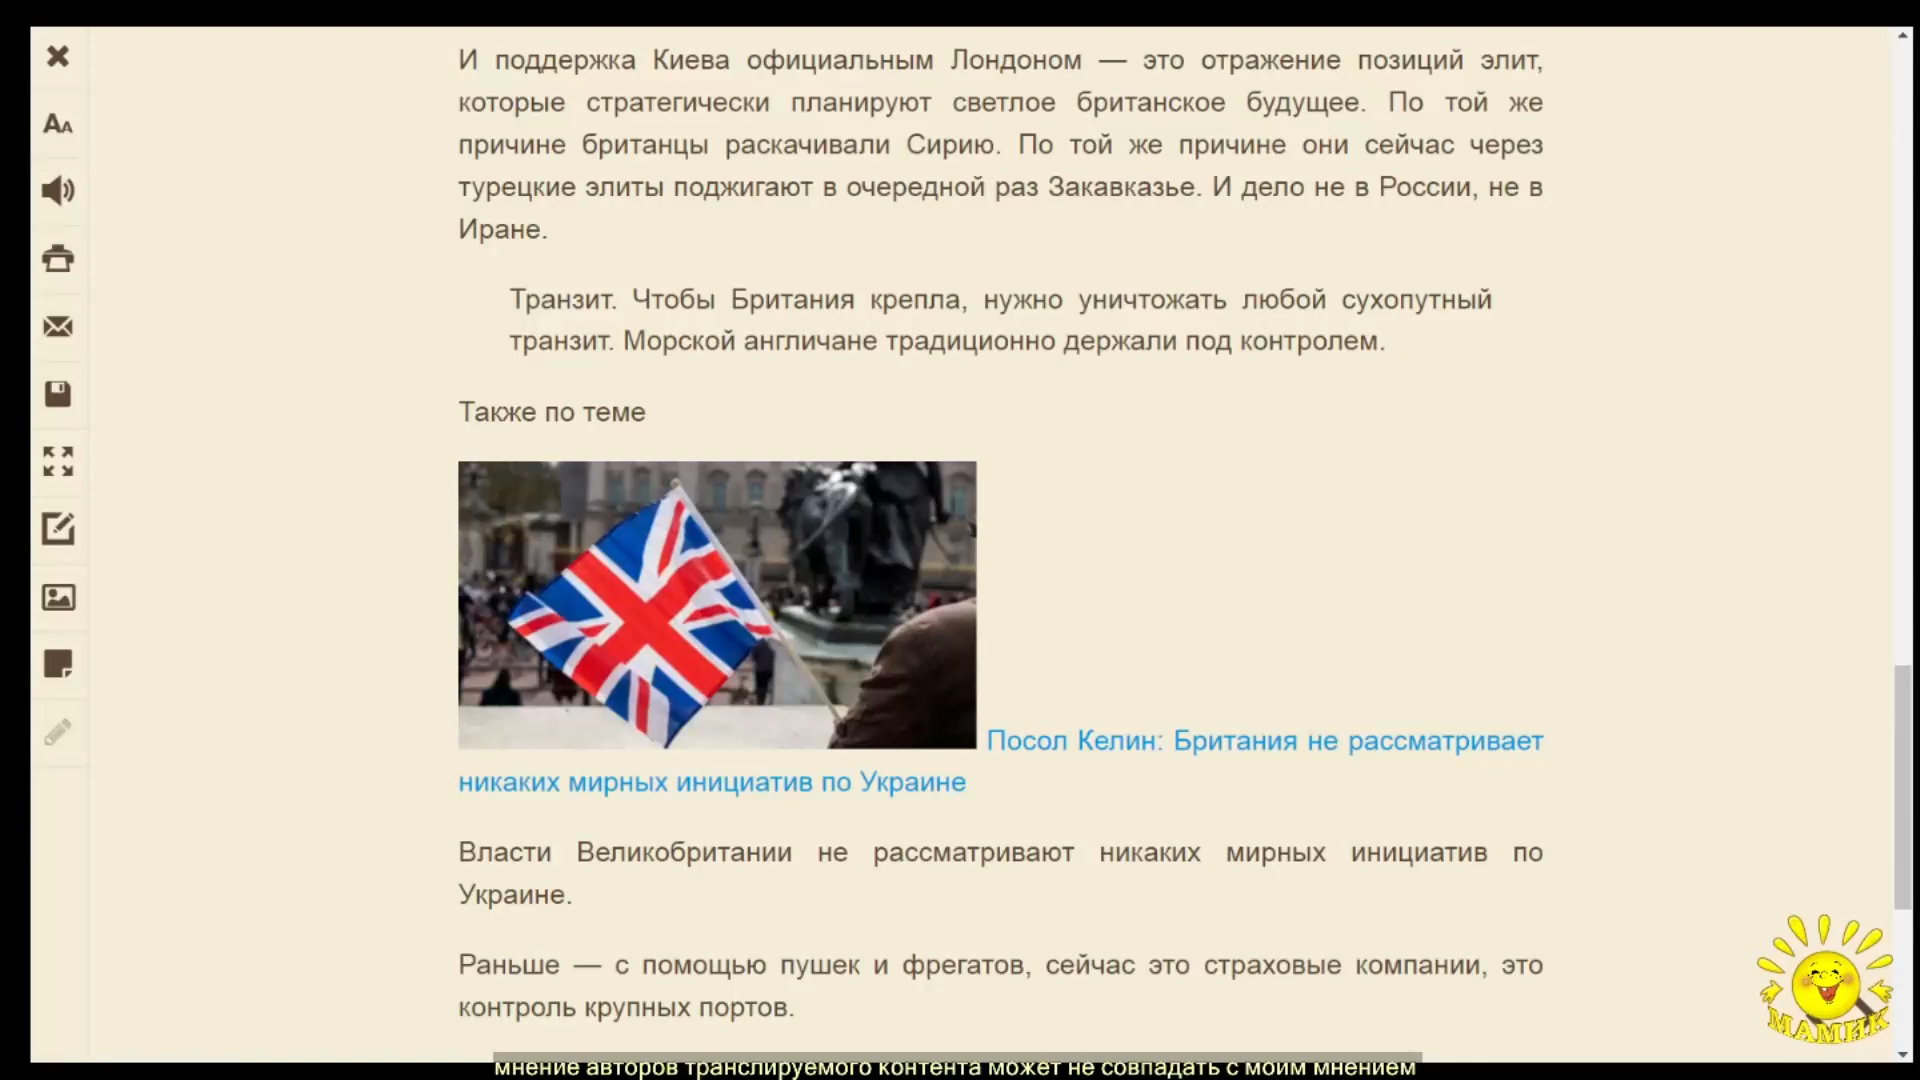 И поддержка Киева официальным Лондоном — это отражение позиций элит,
которые стратегически планируют светлое британское будущее. По той же
причине британцы раскачивали Сирию. По той же причине они сейчас через
турецкие элиты поджигают в очередной раз Закавказье. И дело не в России, не в
Иране.
Транзит. Чтобы Британия крепла, нужно уничтожать любой сухопутный
транзит. Морской англичане традиционно держали под контролем.
Также по теме
Посол Келин: Британия не рассматривает
никаких мирных инициатив по Украине
Власти Великобритании не рассматривают никаких мирных инициатив по
Украине.
Раньше — с помощью пушек и фрегатов, сейчас это страховые компании, это
контроль крупных портов.
МАМИК
мнение авторов транслируемого контента может не совпадать с моим мнением